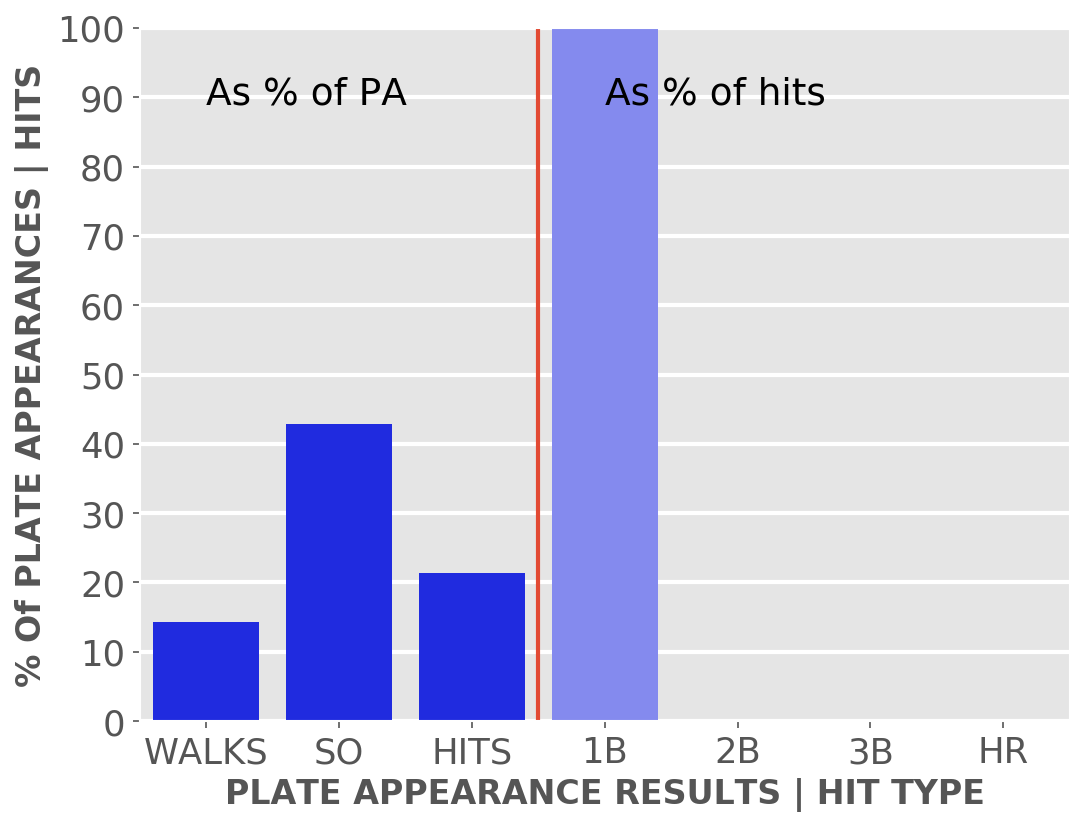 100
90
80
70
60
50
40
30
20
10
0
% Of PLATE APPEARANCES | HITS
As % of PA
As % of hits
WALKS SO HITS 1B 2B 3B HR
PLATE APPEARANCE RESULTS | HIT TYPE